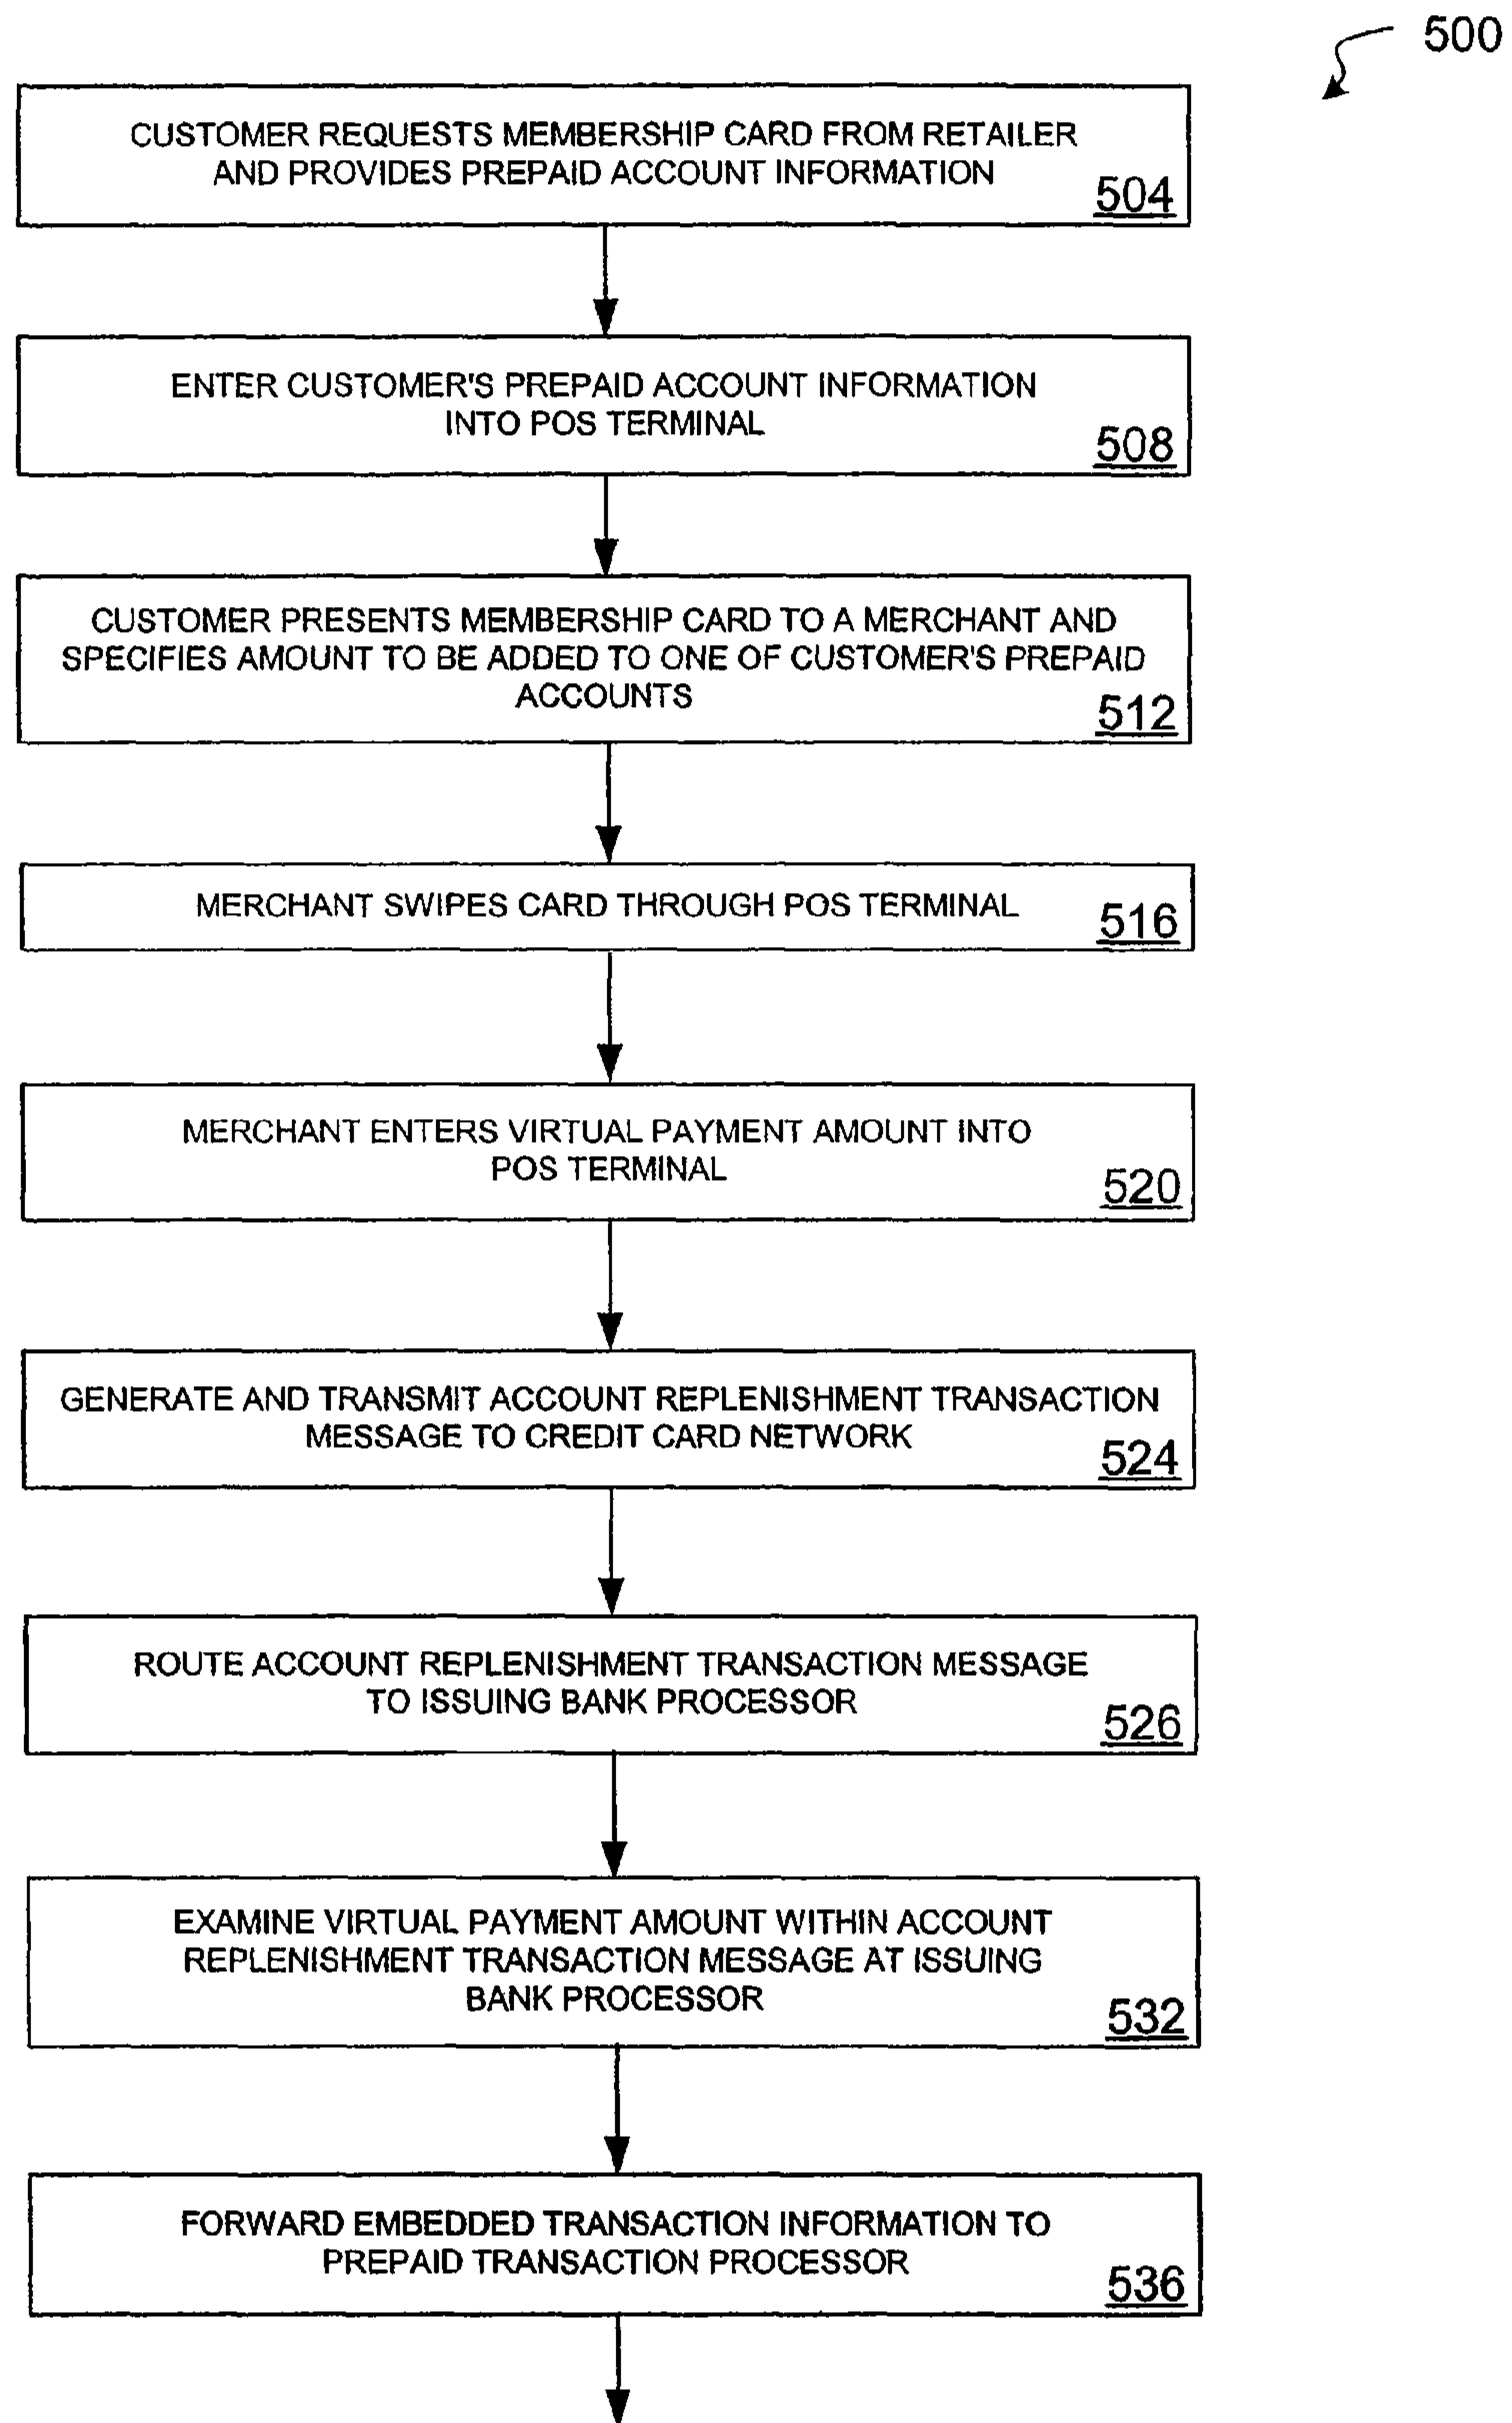 500
CUSTOMER REQUESTS MEMBERSHIP CARD FROM RETAILER
AND PROVIDES PREPAID ACCOUNT INFORMATION
504
ENTER CUSTOMER'S PREPAID ACCOUNT INFORMATION
INTO POS TERMINAL
508
CUSTOMER PRESENTS MEMBERSHIP CARD TO A MERCHANT AND
SPECIFIES AMOUNT TO BE ADDED TO ONE OF CUSTOMER'S PREPAID
ACCOUNTS
512
MERCHANT SWIPES CARD THROUGH POS TERMINAL
516
MERCHANT ENTERS VIRTUAL PAYMENT AMOUNT INTO
POS TERMINAL
520
GENERATE AND TRANSMIT ACCOUNT REPLENISHMENT TRANSACTION
MESSAGE TO CREDIT CARD NETWORK
524
ROUTE ACCOUNT REPLENISHMENT TRANSACTION MESSAGE
TO ISSUING BANK PROCESSOR
526
EXAMINE VIRTUAL PAYMENT AMOUNT WITHIN ACCOUNT
REPLENISHMENT TRANSACTION MESSAGE AT ISSUING
BANK PROCESSOR
532
FORWARD EMBEDDED TRANSACTION INFORMATION TO
PREPAID TRANSACTION PROCESSOR
536